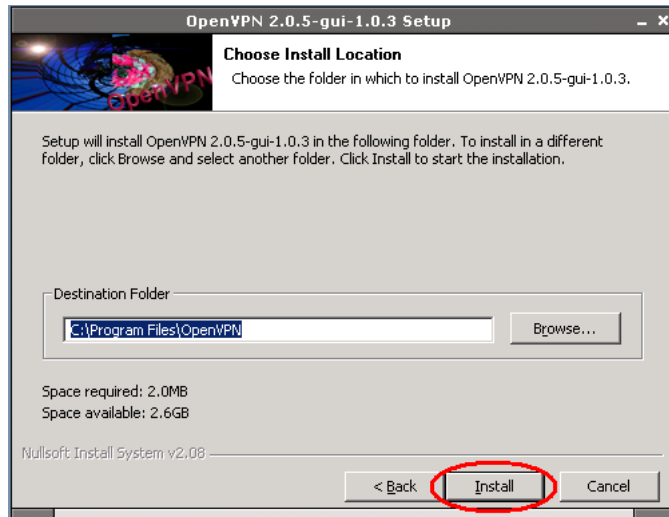 OpenVPN 2.0.5-gui-1.0.3 Setup
OpenVPN
Choose Install Location
Choose the folder in which to install OpenVPN 2.0.5-gui-1.0.3.
Setup will install OpenVPN 2.0.5-gui-1.0.3 in the following folder. To install in a different
folder, click Browse and select another folder. Click Install to start the installation.
Destination Folder
C:\Program Files\OpenVPN
Browse...
Space required: 2.0MB
Space available: 2.6GB
Nullsoft Install System v2.08
< Back Install Cancel